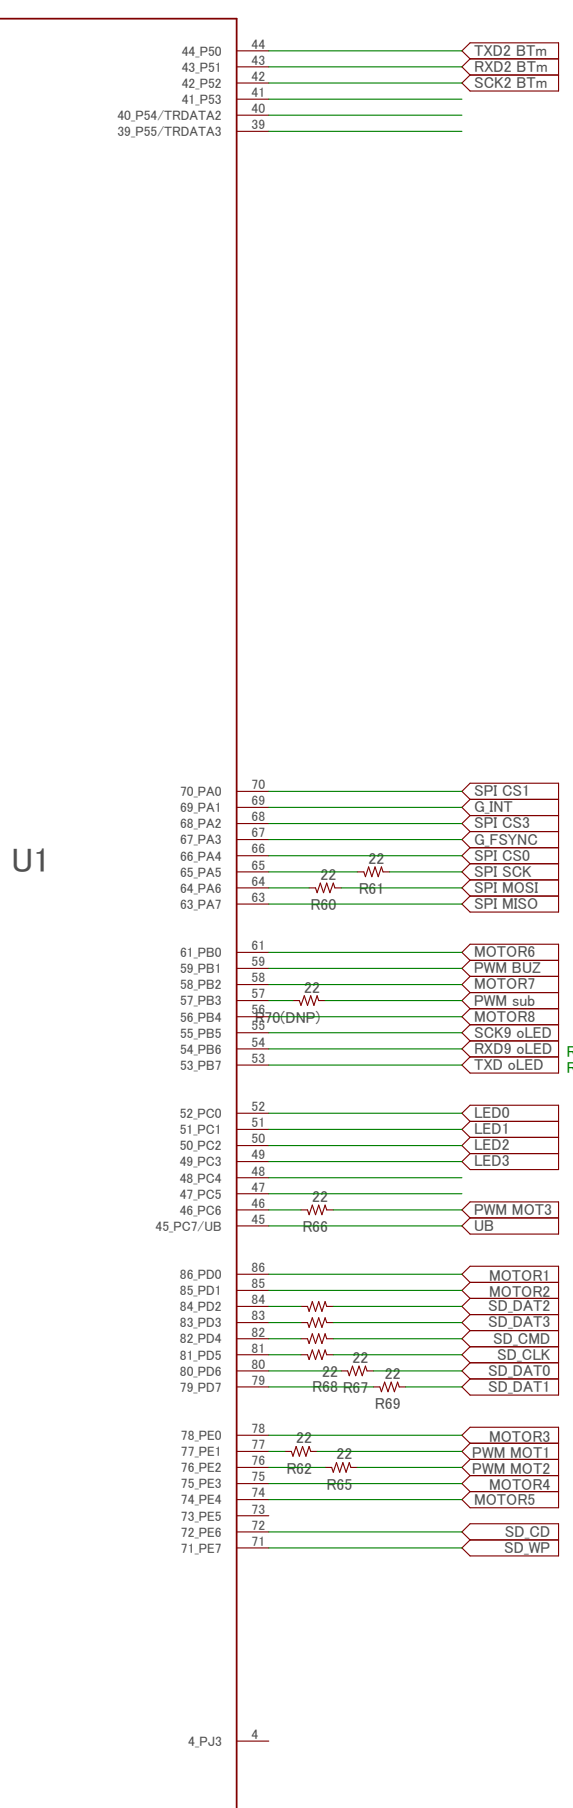 44_P50 44 TXD2 BTm
43_P51 43 RXD2 BTm
42_P52 42 SCK2 BTm
41_P53 41
40_P54/TRDATA2 40
39_P55/TRDATA3 39
U1
70_PA0 70 SPI CS1
69_PA1 69 G_INT
68_PA2 68 SPI CS3
67_PA3 67 G_FSYNC
66_PA4 66 SPI CS0
22
65_PA5 65 SPI SCK
22 R61
64_PA6 64 SPI MOSI
63_PA7 63 R60 SPI MISO
61_PB0 61 MOTOR6
59_PB1 59 PWM BUZ
58_PB2 58 MOTOR7
22
57_PB3 57 PWM sub
56_PB4 56 R70(DNP) MOTOR8
55_PB5 55 SCK9 oLED
54_PB6 54 RXD9 oLED R
53_PB7 53 TXD oLED R
52_PC0 52 LED0
51_PC1 51 LED1
50_PC2 50 LED2
49_PC3 49 LED3
48_PC4 48
47_PC5 47
22
46_PC6 46 PWM MOT3
45_PC7/UB 45 R66 UB
86_PD0 86 MOTOR1
85_PD1 85 MOTOR2
84_PD2 84 SD_DAT2
83_PD3 83 SD_DAT3
82_PD4 82 SD_CMD
81_PD5 81 SD_CLK
22
80_PD6 80 SD_DAT0
22 22
79_PD7 79 R68 R67 SD_DAT1
R69
78_PE0 78 MOTOR3
22
77_PE1 77 PWM MOT1
22
76_PE2 76 R62 PWM MOT2
75_PE3 75 R65 MOTOR4
74_PE4 74 MOTOR5
73_PE5 73
72_PE6 72 SD_CD
71_PE7 71 SD_WP
4_PJ3 4